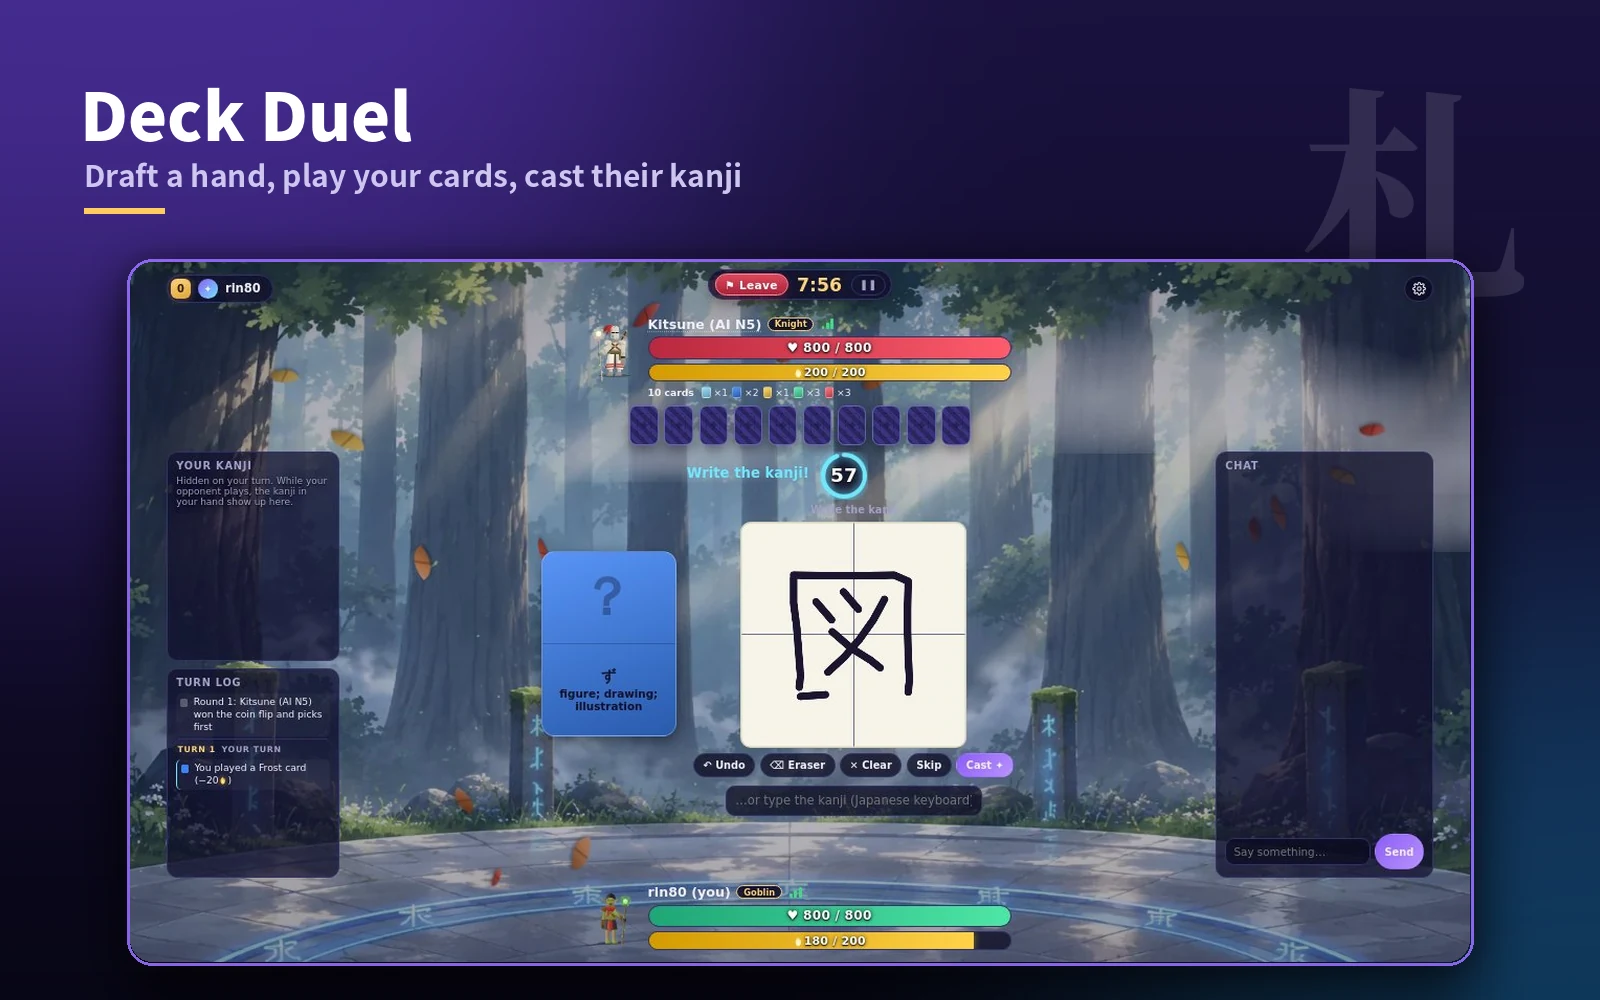 Deck Duel
Draft a hand, play your cards, cast their kanji
札
0 rin80
Leave 7:56
Kitsune (AI N5) Knight
♥ 800 / 800
200 / 200
10 cards ×1 ×2 ×1 ×3 ×3
YOUR KANJI
Hidden on your turn. While your
opponent plays, the kanji in
your hand show up here.
Write the kanji! 57
?
ず
figure; drawing;
illustration
TURN LOG
Round 1: Kitsune (AI N5)
won the coin flip and picks
first
TURN 1 YOUR TURN
You played a Frost card
(−20)
↶ Undo ⌫ Eraser × Clear Skip Cast ✦
...or type the kanji (Japanese keyboard)
CHAT
Say something...
Send
rin80 (you) Goblin
♥ 800 / 800
180 / 200